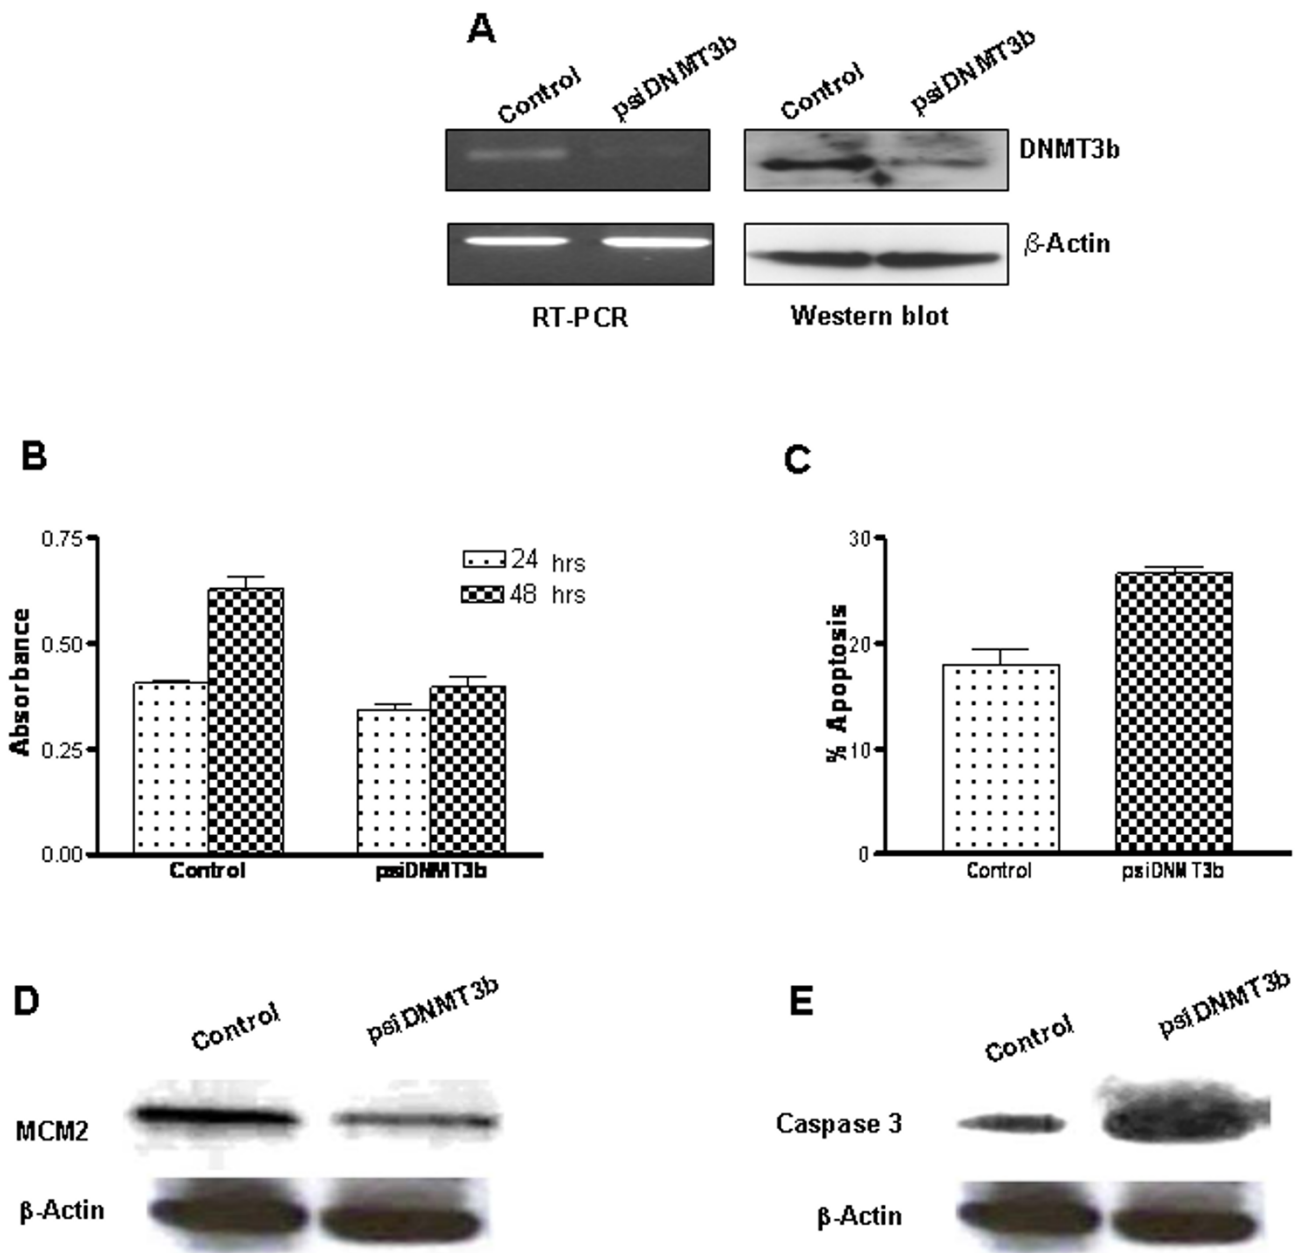 A
Control psiDNMT3b Control psiDNMT3b
DNMT3b
β-Actin
RT-PCR Western blot
B
0.75
0.50
0.25
0.00
Absorbance
24 hrs
48 hrs
Control psiDNMT3b
C
30
20
10
0
% Apoptosis
Control psiDNMT3b
D
Control psiDNMT3b
MCM2
β-Actin
E
Control psiDNMT3b
Caspase 3
β-Actin